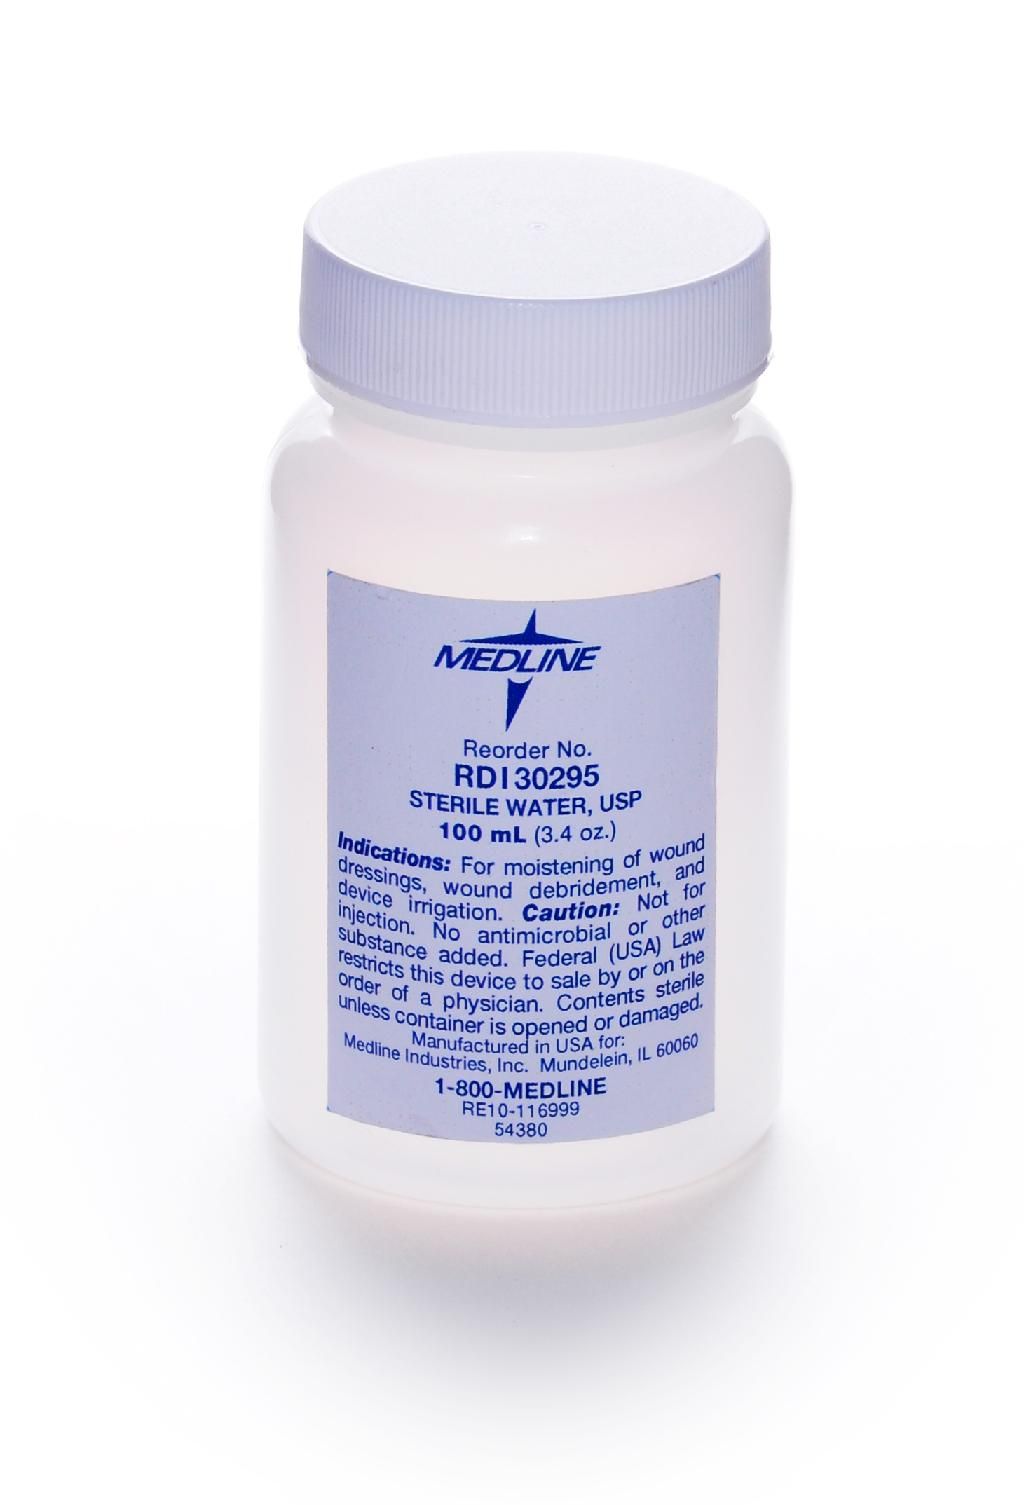 MEDLINE
Reorder No.
RDI30295
STERILE WATER, USP
100 mL (3.4 oz.)
Indications: For moistening of wound
dressings, wound debridement, and
device irrigation. Caution: Not for
injection. No antimicrobial or other
substance added. Federal (USA) Law
restricts this device to sale by or on the
order of a physician. Contents sterile
unless container is opened or damaged.
Manufactured in USA for:
Medline Industries, Inc. Mundelein, IL 60060
1-800-MEDLINE
RE10-116999
54380